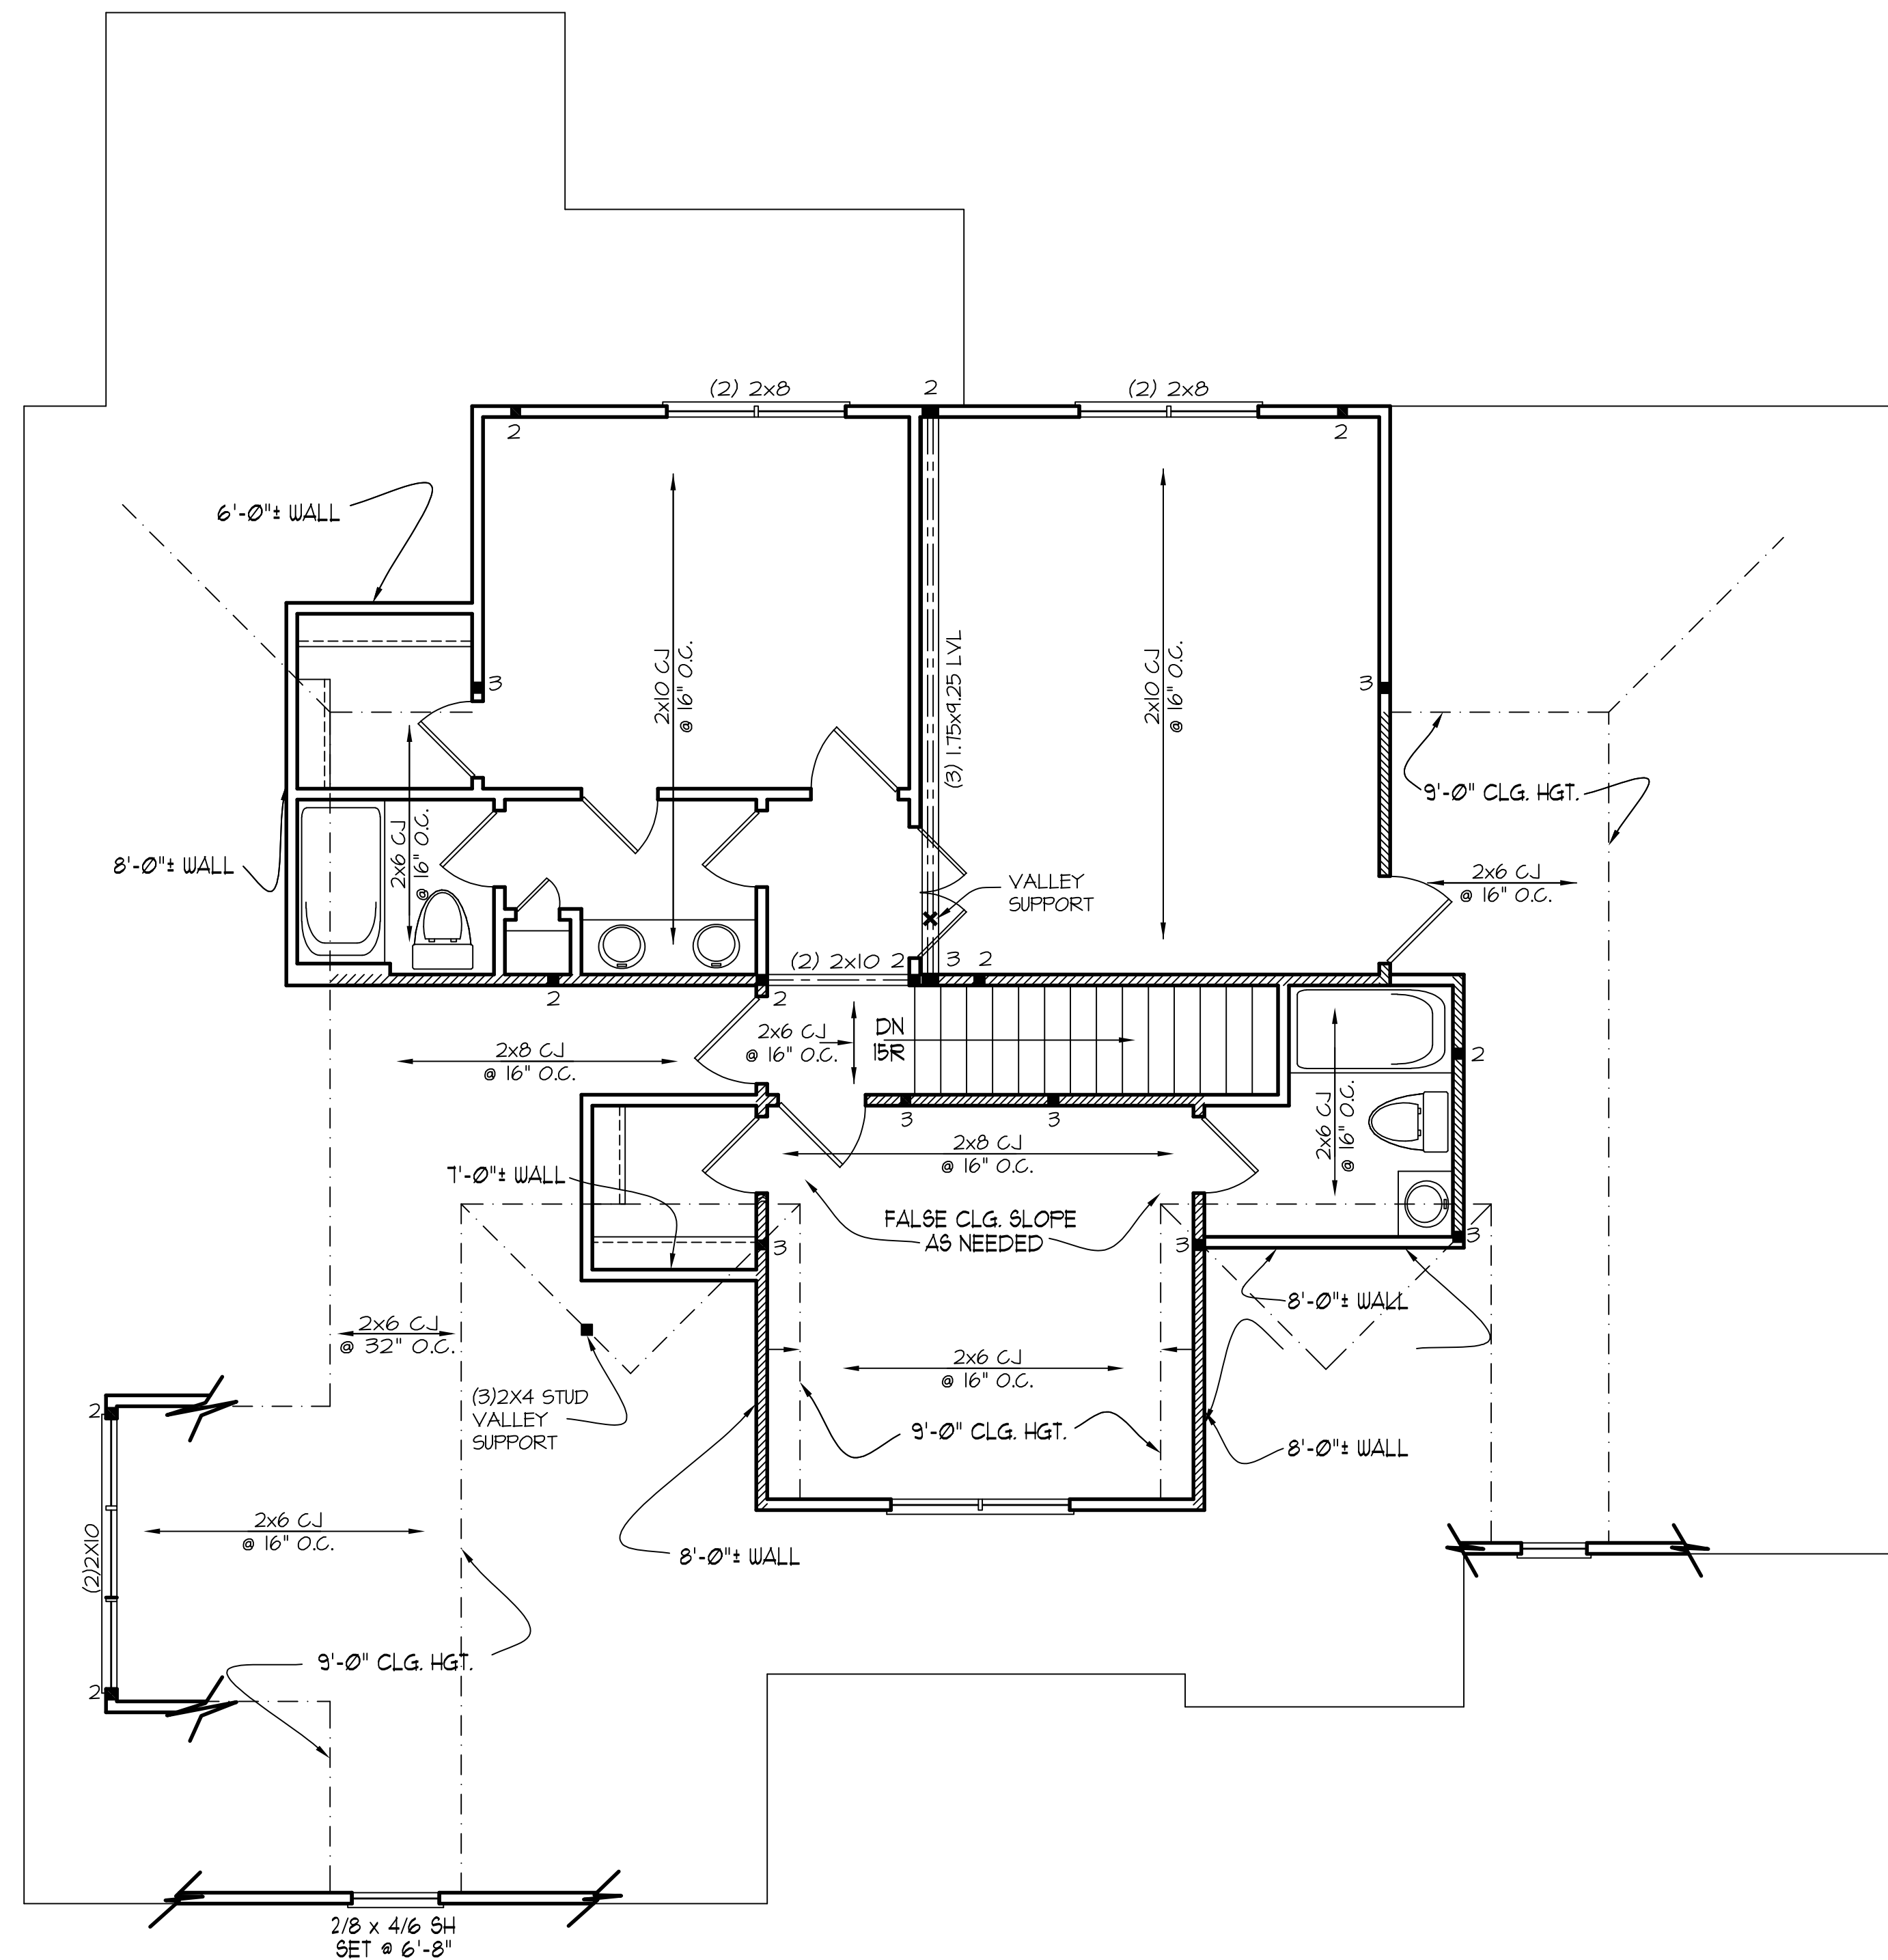 (2) 2x8
2
(2) 2x8
2
2
6'-0"± WALL
2x10 CJ
@ 16" O.C.
(3) 1.75x9.25 LVL
2x10 CJ
@ 16" O.C.
3
3
9'-0" CLG. HGT.
8'-0"± WALL
2x6 CJ
@ 16" O.C.
VALLEY
SUPPORT
2x6 CJ
@ 16" O.C.
(2) 2x10
2
3
2
2
2
2x8 CJ
@ 16" O.C.
2x6 CJ
@ 16" O.C.
DN
15R
2
2x6 CJ
@ 16" O.C.
3
3
2x8 CJ
@ 16" O.C.
7'-0"± WALL
FALSE CLG. SLOPE
AS NEEDED
3
3
3
8'-0"± WALL
2x6 CJ
@ 32" O.C.
2x6 CJ
@ 16" O.C.
(3)2X4 STUD
VALLEY
SUPPORT
2
9'-0" CLG. HGT.
8'-0"± WALL
2x6 CJ
@ 16" O.C.
(2)2X10
8'-0"± WALL
9'-0" CLG. HGT.
2
2/8 x 4/6 SH
SET @ 6'-8"